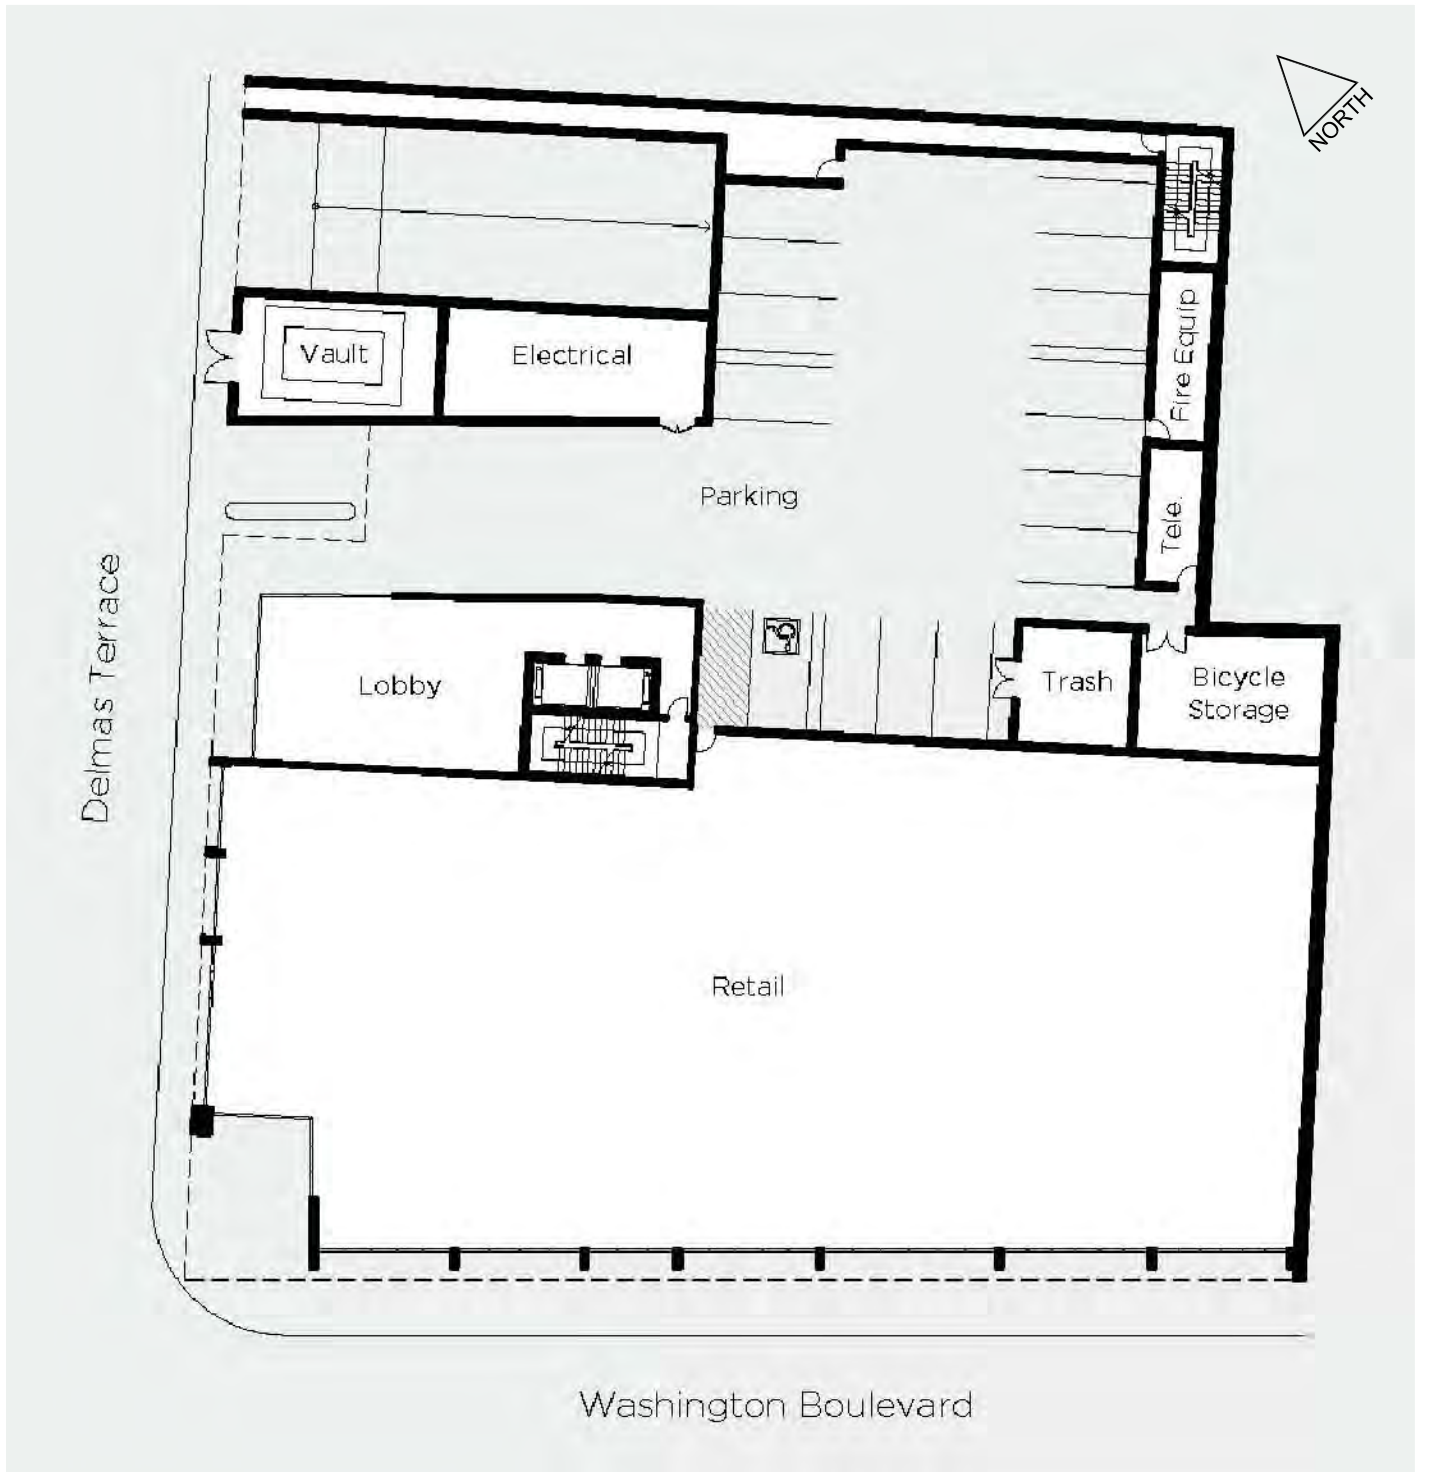 NORTH
Vault
Electrical
Fire Equip
Parking
Tele.
Delmas Terrace
Lobby
Trash
Bicycle
Storage
Retail
Washington Boulevard